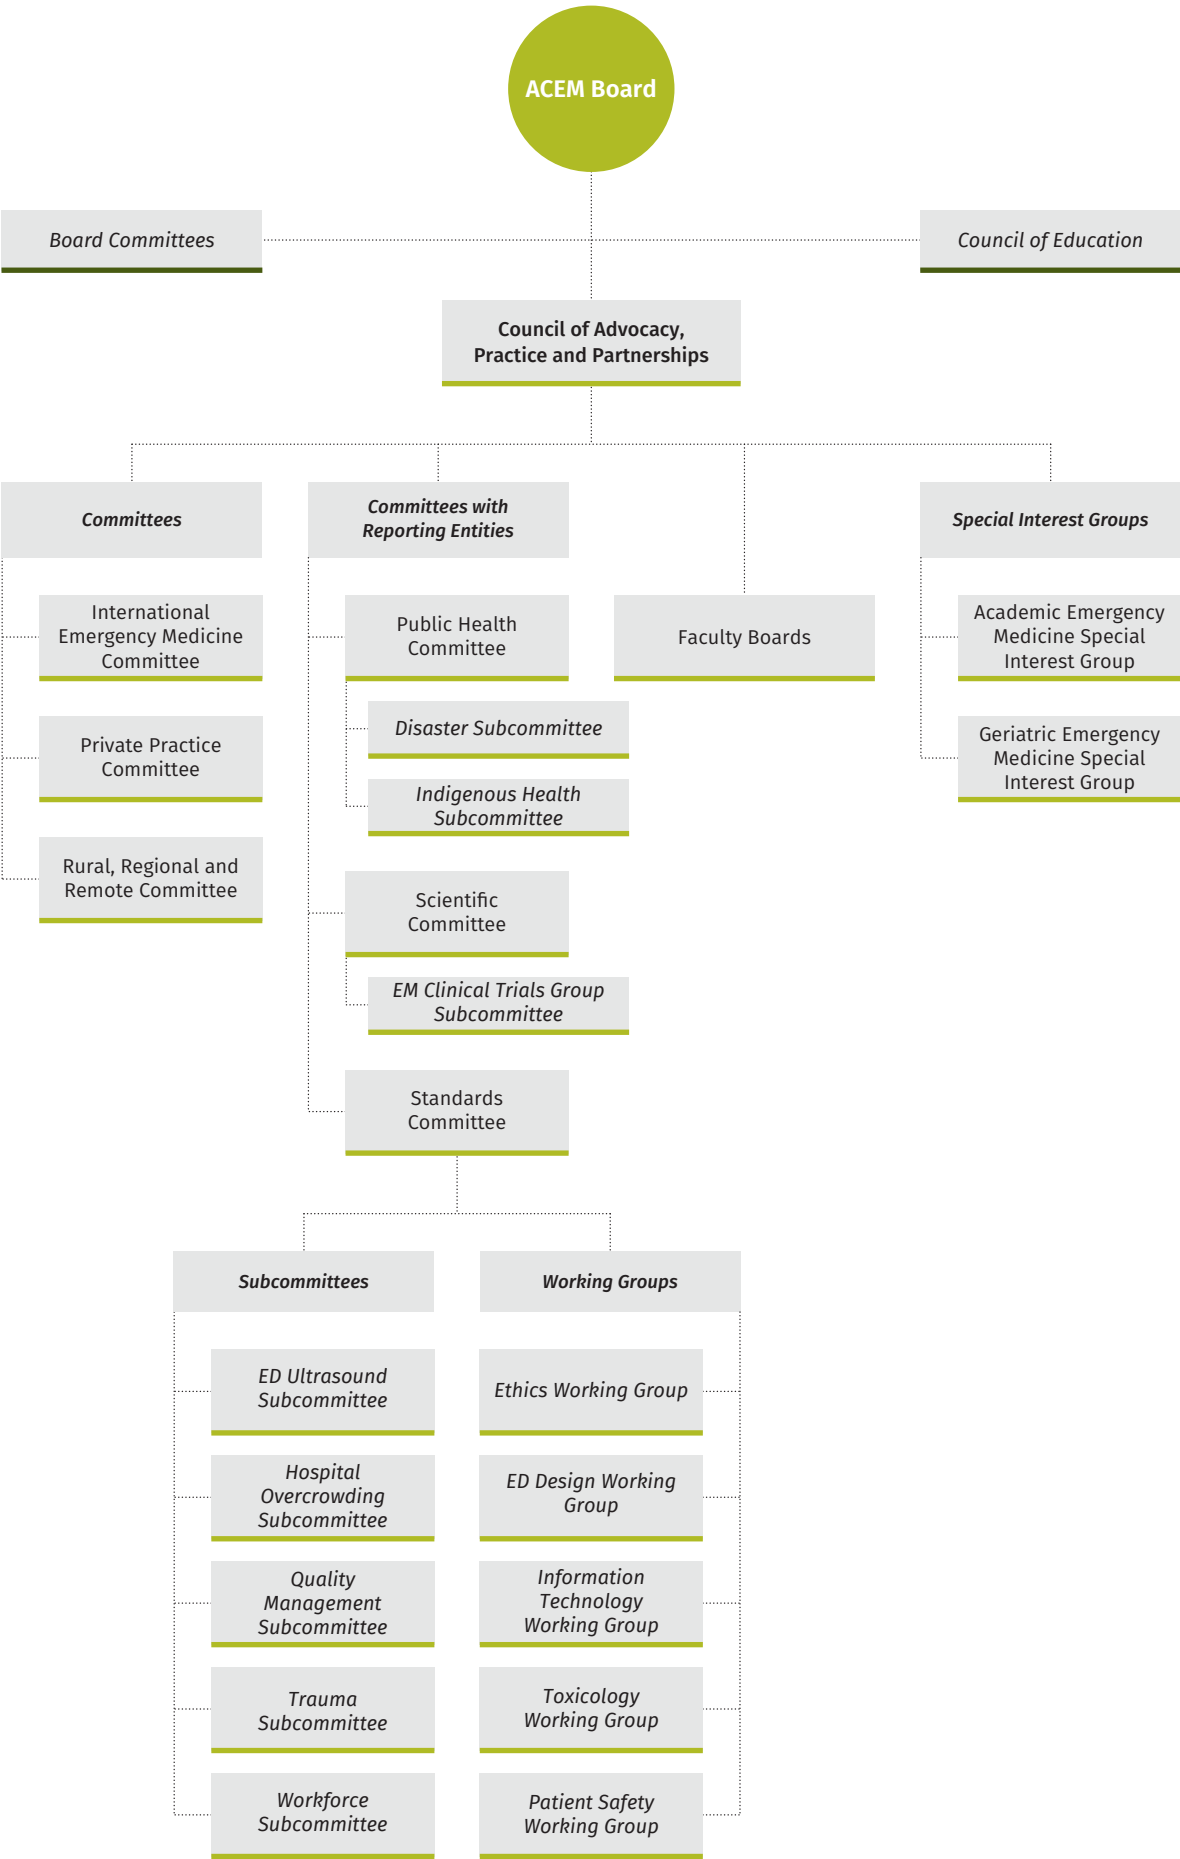 ACEM Board
Board Committees
Council of Education
Council of Advocacy,
Practice and Partnerships
Committees
International
Emergency Medicine
Committee
Private Practice
Committee
Rural, Regional and
Remote Committee
Committees with
Reporting Entities
Public Health
Committee
Disaster Subcommittee
Indigenous Health
Subcommittee
Scientific
Committee
EM Clinical Trials Group
Subcommittee
Standards
Committee
Faculty Boards
Special Interest Groups
Academic Emergency
Medicine Special
Interest Group
Geriatric Emergency
Medicine Special
Interest Group
Subcommittees
ED Ultrasound
Subcommittee
Hospital
Overcrowding
Subcommittee
Quality
Management
Subcommittee
Trauma
Subcommittee
Workforce
Subcommittee
Working Groups
Ethics Working Group
ED Design Working
Group
Information
Technology
Working Group
Toxicology
Working Group
Patient Safety
Working Group